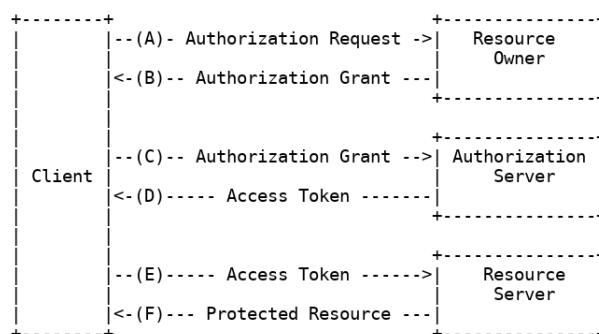 --(A)- Authorization Request ->
Resource
Owner
<-(B)-- Authorization Grant ---
--(C)-- Authorization Grant -->
Authorization
Client
Server
<-(D)----- Access Token -------
--(E)----- Access Token ------>
Resource
Server
<-(F)--- Protected Resource ---